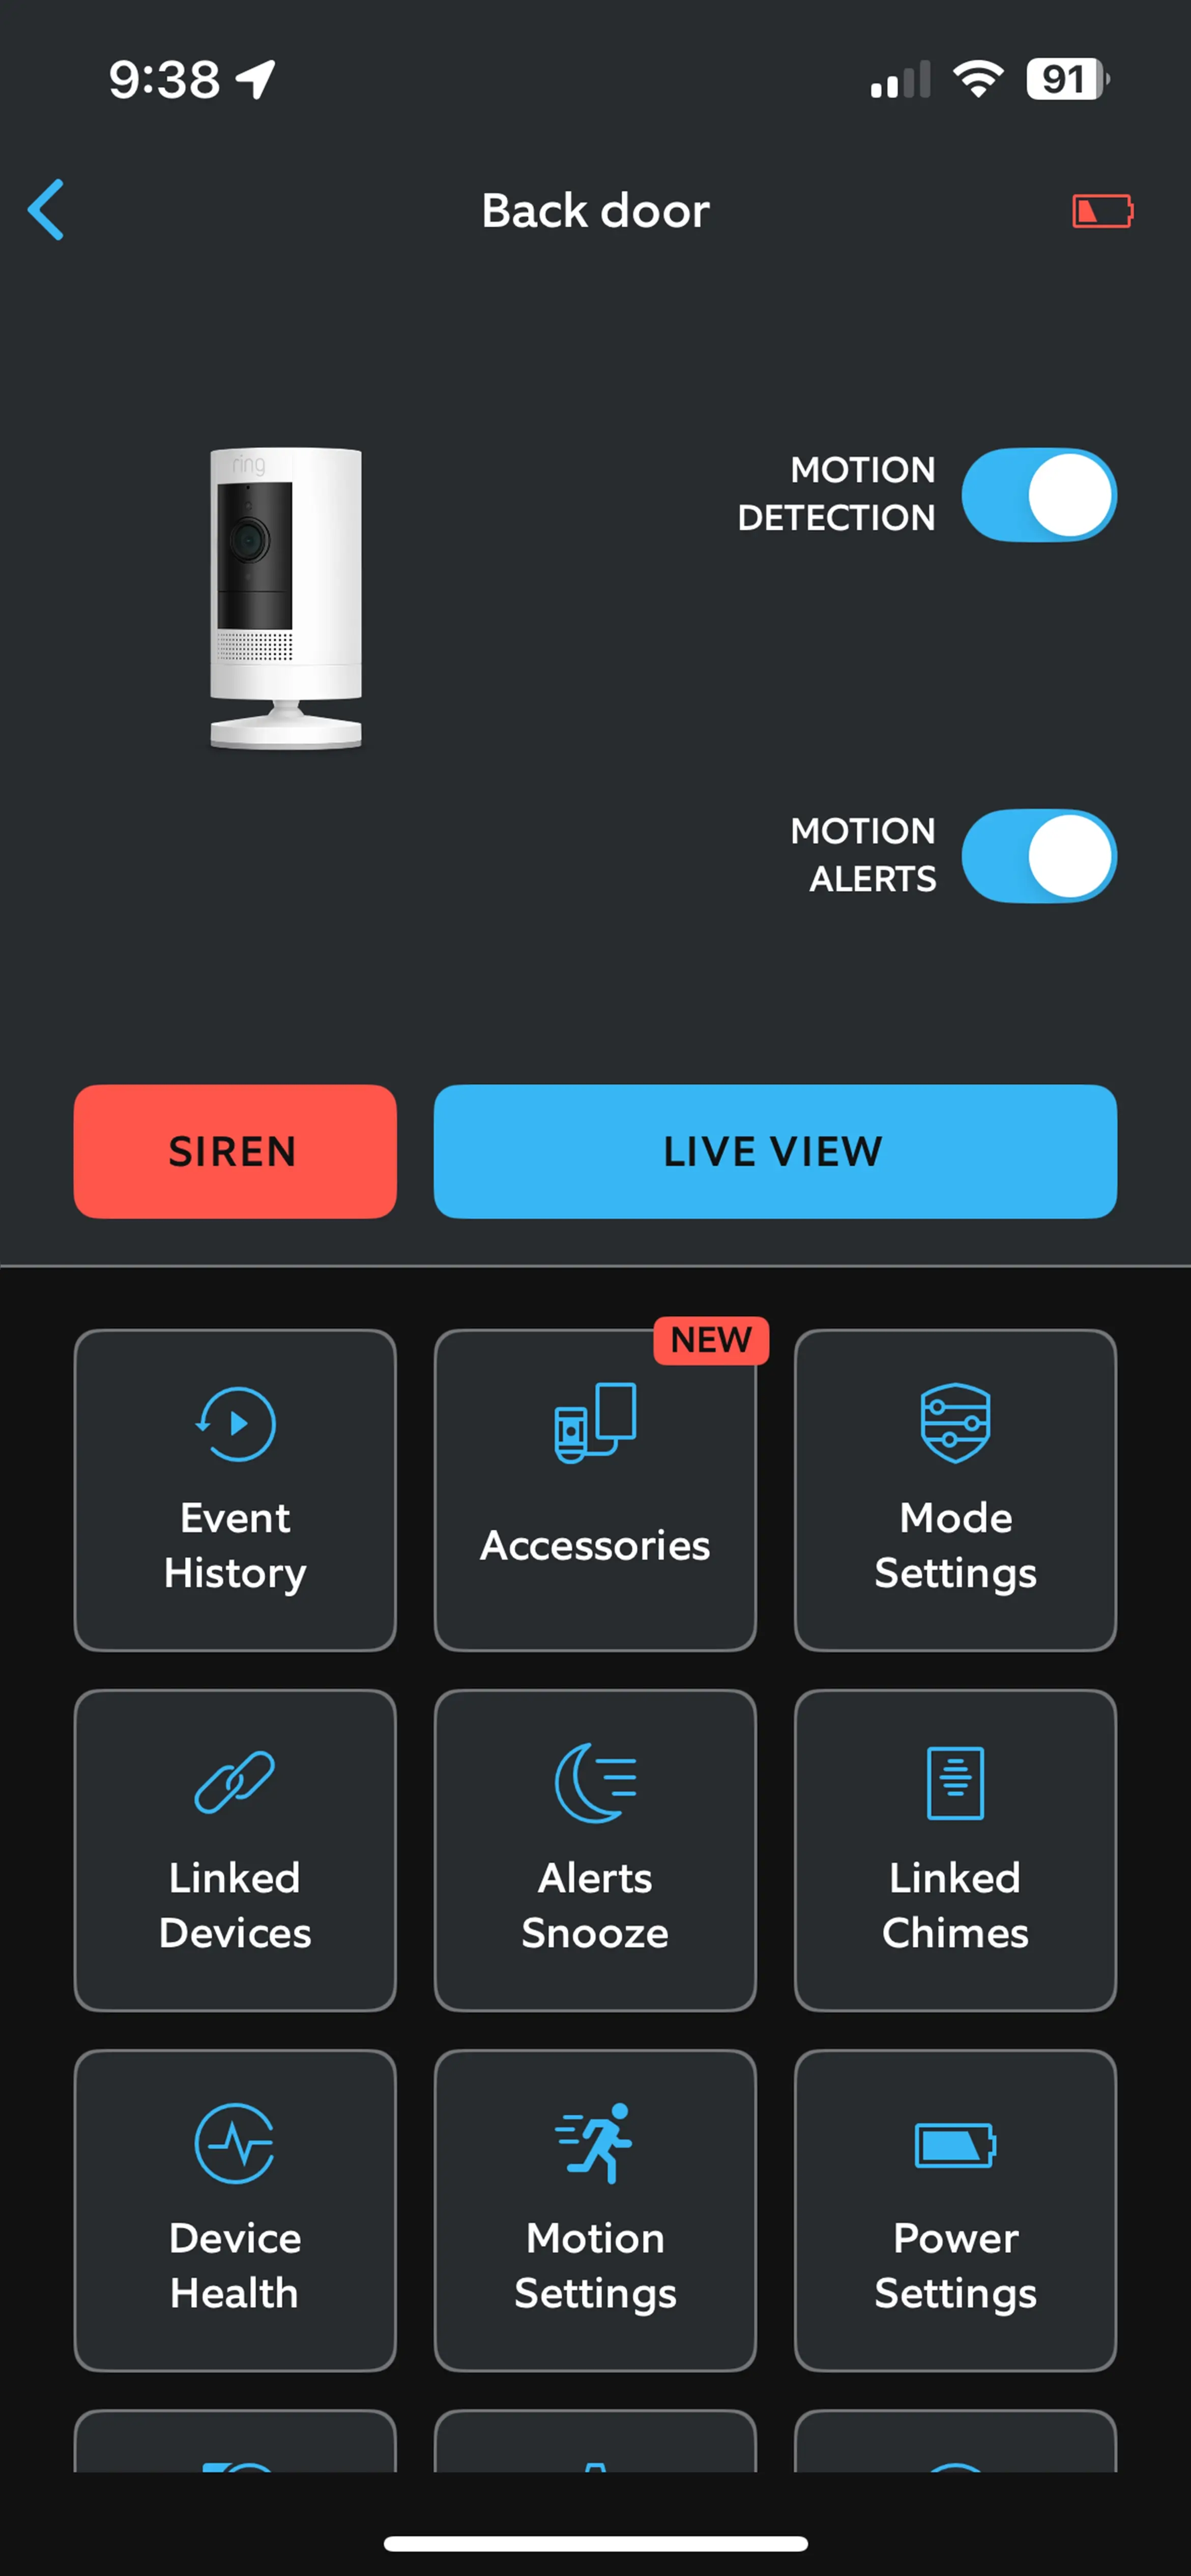 9:38
91
Back door
ring
MOTION
DETECTION
MOTION
ALERTS
SIREN
LIVE VIEW
NEW
Event
History
Accessories
Mode
Settings
Linked
Devices
Alerts
Snooze
Linked
Chimes
Device
Health
Motion
Settings
Power
Settings